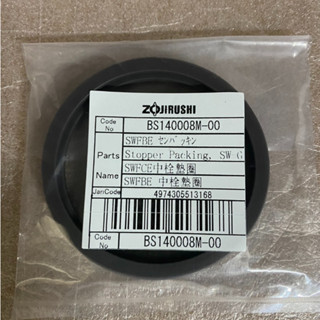 ZOJIRUSHI
Code No BS140008M-00
SWFBE センパッキン
Parts Name Stopper Packing, SW G
SWFCE中栓墊圈
SWFBE 中栓墊圈
JanCode 4974305513168
Code No BS140008M-00